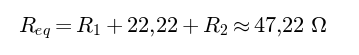 R_{eq} = R_1 + 22,22 + R_2 ≈ 47,22 Ω